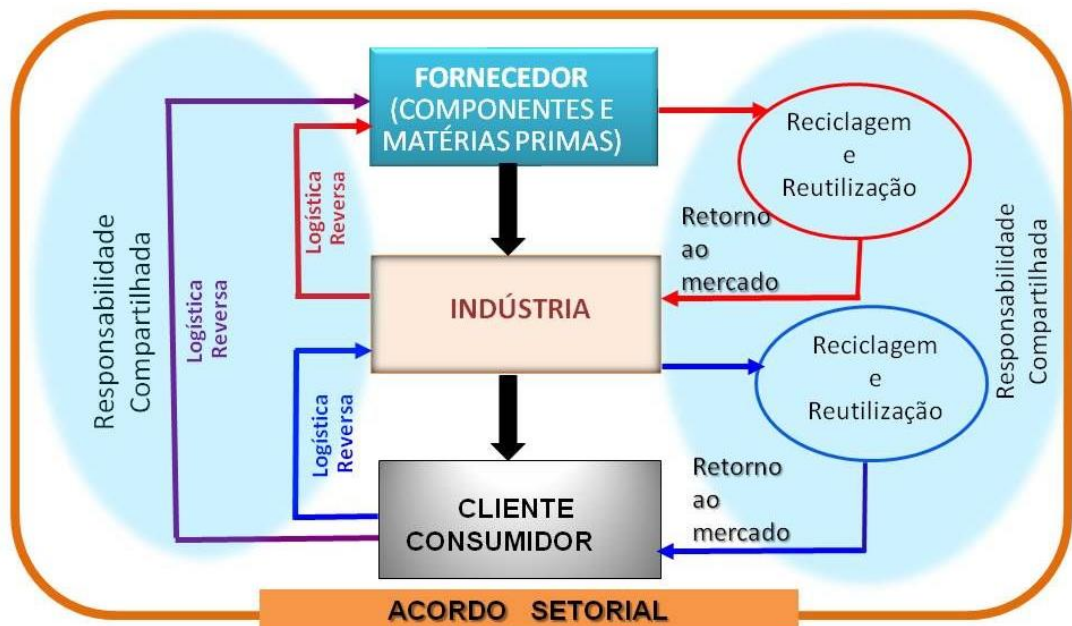 FORNECEDOR
(COMPONENTES E
MATÉRIAS PRIMAS)
Reciclagem
e
Reutilização
Logística
Reversa
Retorno
ao
mercado
Responsabilidade
Compartilhada
Logística
Reversa
INDÚSTRIA
Responsabilidade
Compartilhada
Reciclagem
e
Reutilização
Logística
Reversa
Retorno
ao
mercado
CLIENTE
CONSUMIDOR
ACORDO SETORIAL